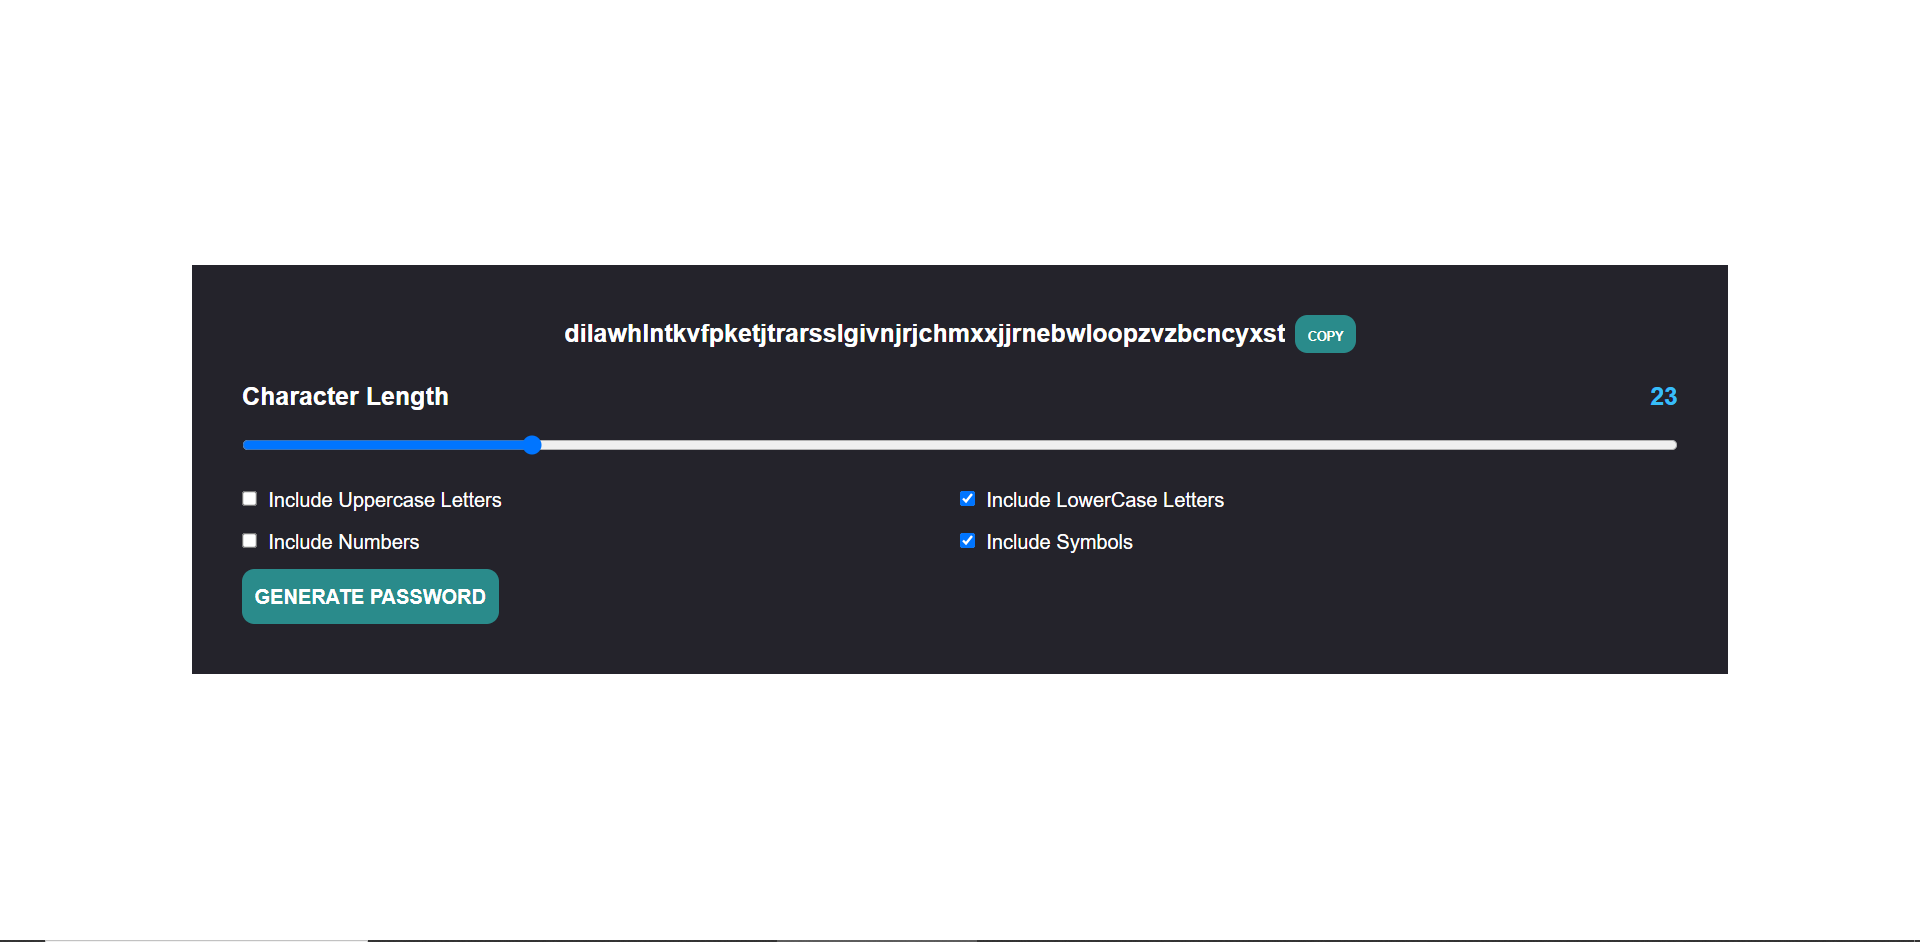 dilawhlntkvfpketjtrarsslgivnjrjchmxxjjrnebwloopzvzbcncyxst COPY
Character Length 23
Include Uppercase Letters Include LowerCase Letters
Include Numbers Include Symbols
GENERATE PASSWORD